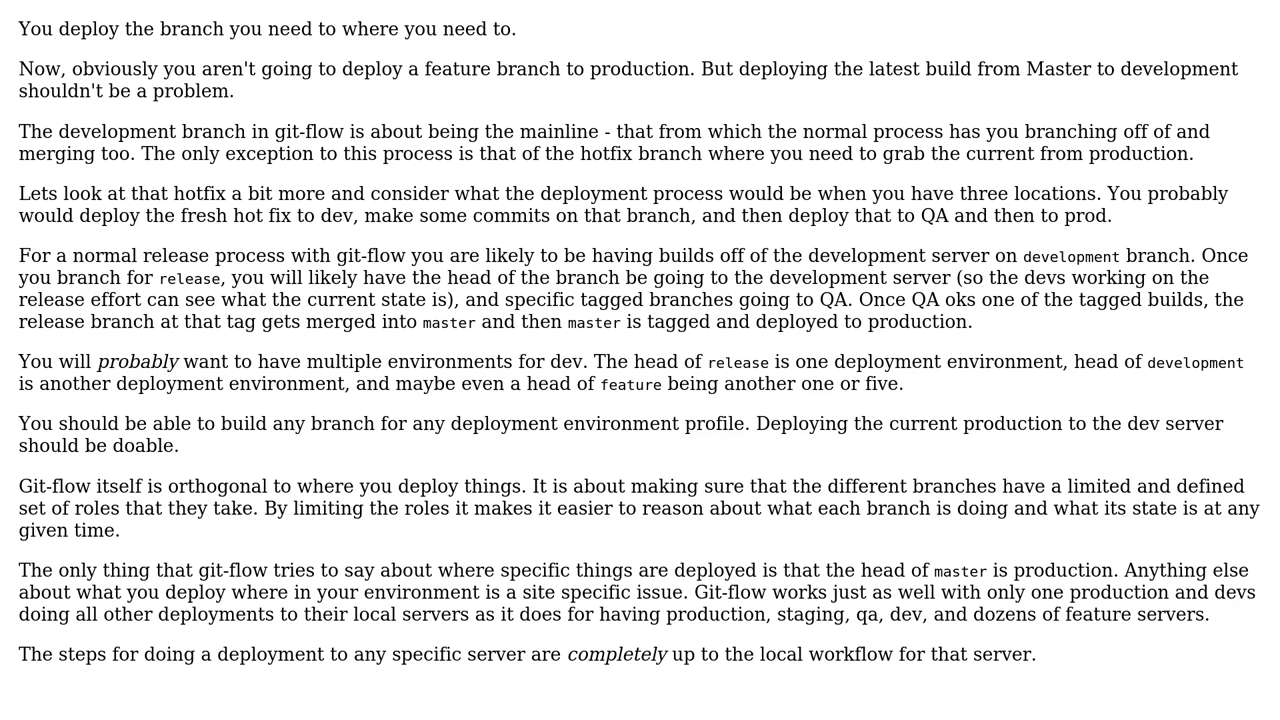 You deploy the branch you need to where you need to.
Now, obviously you aren't going to deploy a feature branch to production. But deploying the latest build from Master to development
shouldn't be a problem.
The development branch in git-flow is about being the mainline - that from which the normal process has you branching off of and
merging too. The only exception to this process is that of the hotfix branch where you need to grab the current from production.
Lets look at that hotfix a bit more and consider what the deployment process would be when you have three locations. You probably
would deploy the fresh hot fix to dev, make some commits on that branch, and then deploy that to QA and then to prod.
For a normal release process with git-flow you are likely to be having builds off of the development server on development branch. Once
you branch for release, you will likely have the head of the branch be going to the development server (so the devs working on the
release effort can see what the current state is), and specific tagged branches going to QA. Once QA oks one of the tagged builds, the
release branch at that tag gets merged into master and then master is tagged and deployed to production.
You will probably want to have multiple environments for dev. The head of release is one deployment environment, head of development
is another deployment environment, and maybe even a head of feature being another one or five.
You should be able to build any branch for any deployment environment profile. Deploying the current production to the dev server
should be doable.
Git-flow itself is orthogonal to where you deploy things. It is about making sure that the different branches have a limited and defined
set of roles that they take. By limiting the roles it makes it easier to reason about what each branch is doing and what its state is at any
given time.
The only thing that git-flow tries to say about where specific things are deployed is that the head of master is production. Anything else
about what you deploy where in your environment is a site specific issue. Git-flow works just as well with only one production and devs
doing all other deployments to their local servers as it does for having production, staging, qa, dev, and dozens of feature servers.
The steps for doing a deployment to any specific server are completely up to the local workflow for that server.